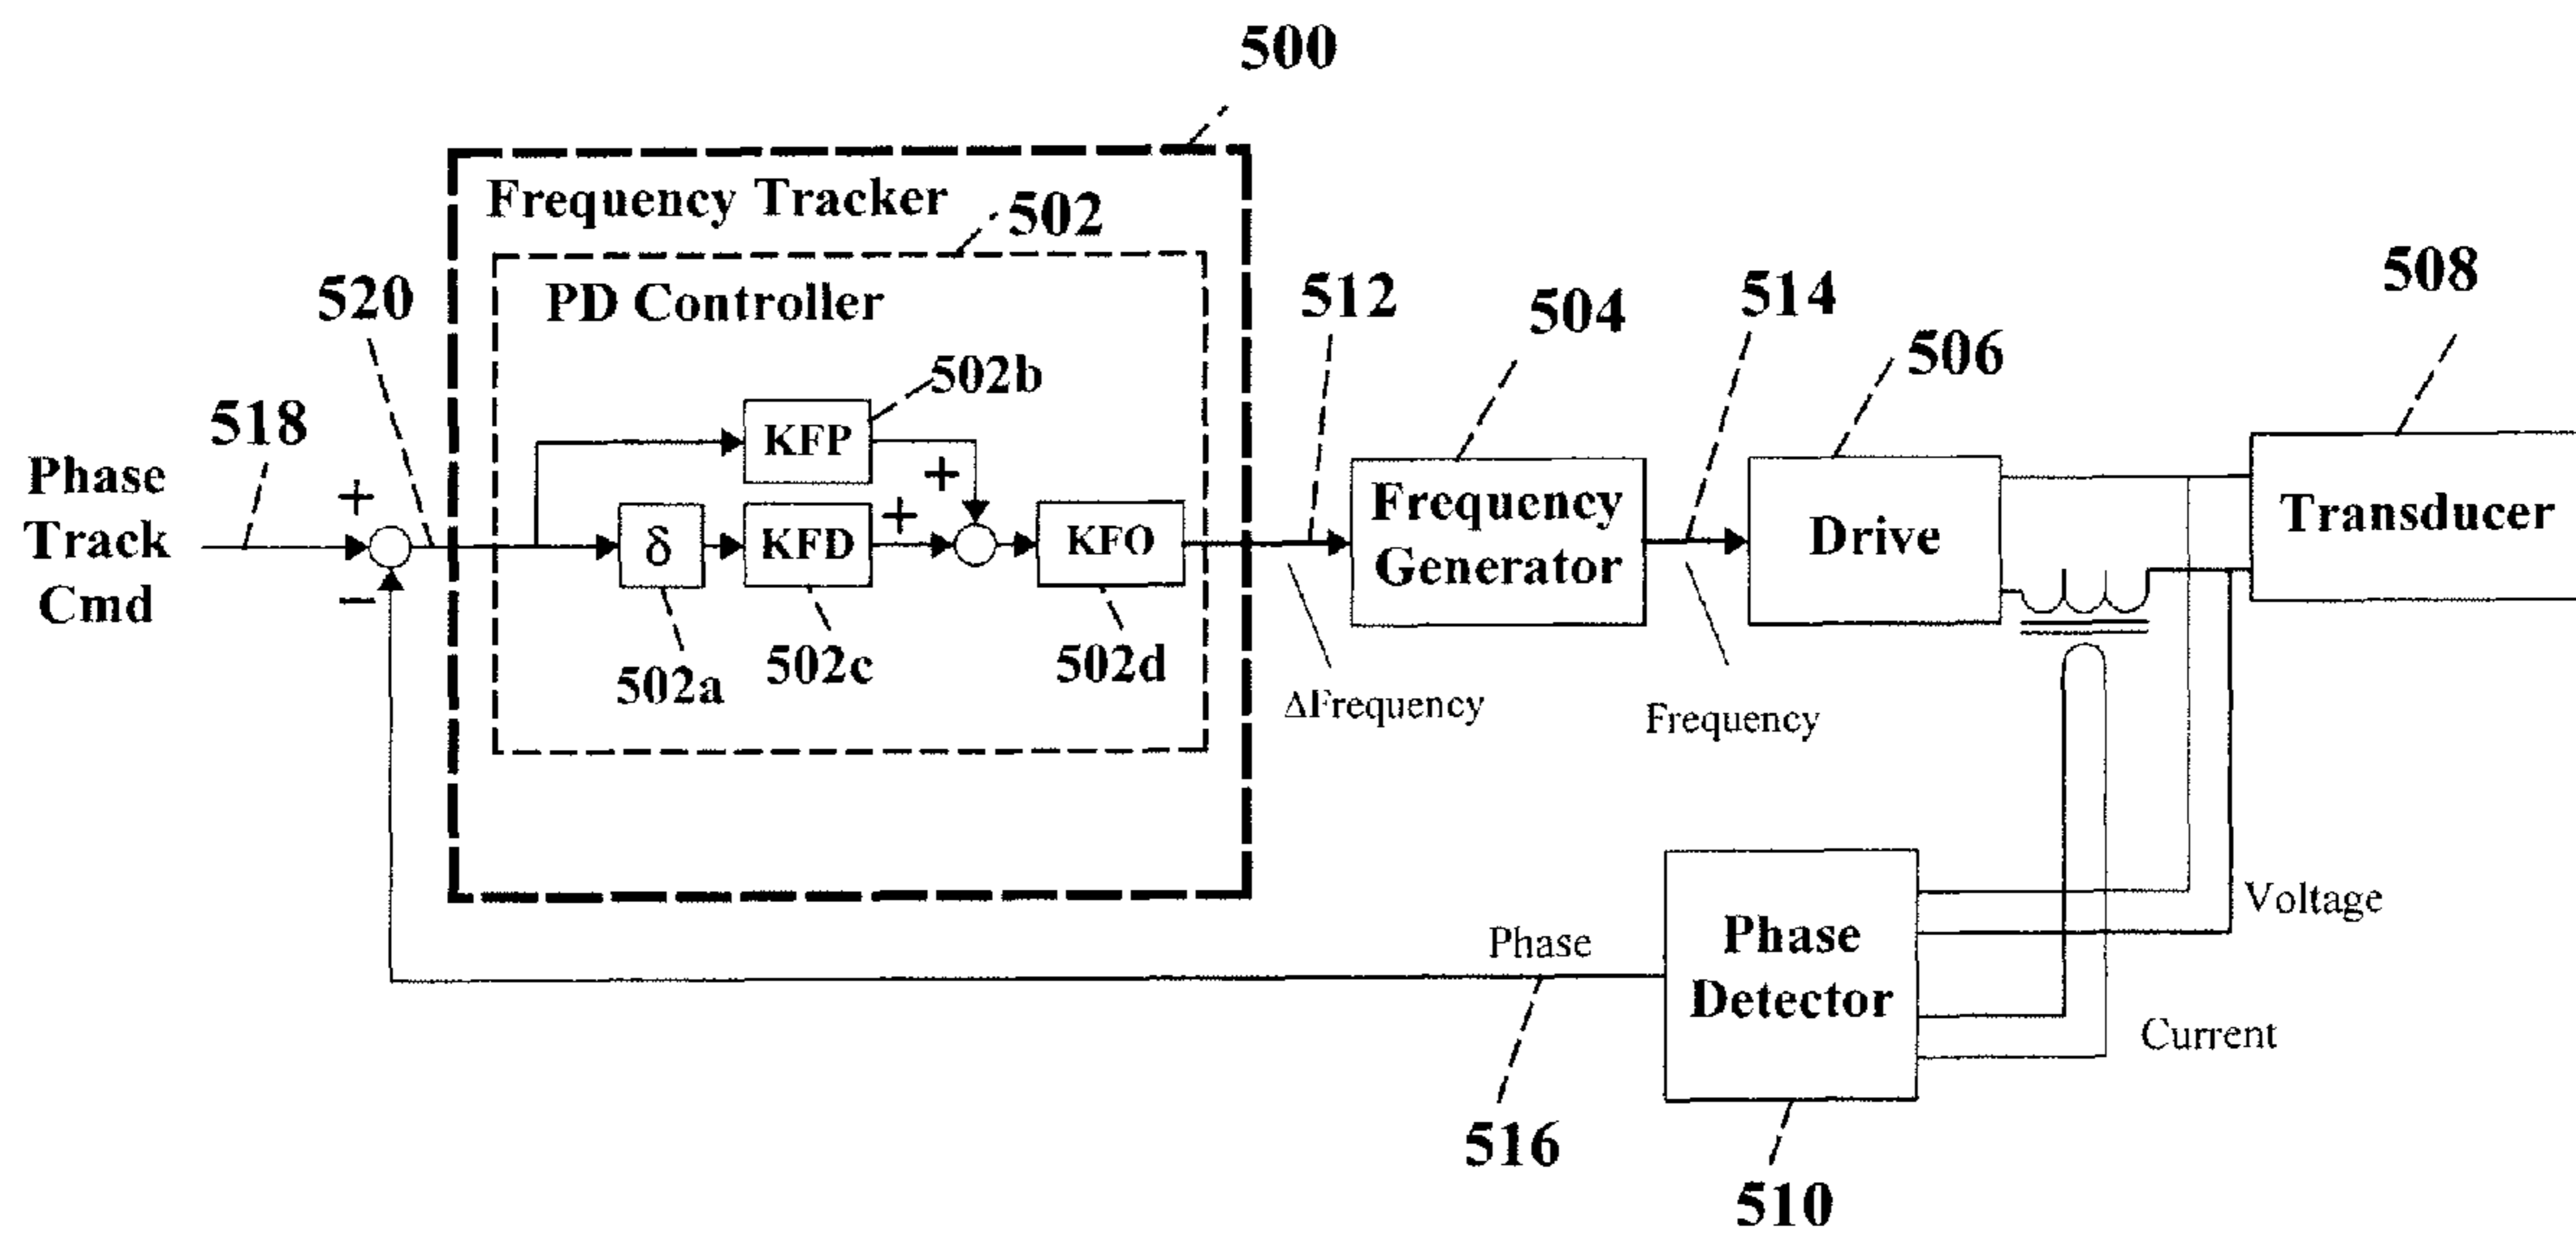 500
Frequency Tracker
502
PD Controller
520
512
504
514
508
506
502b
518
KFP
Phase
Track
Cmd
+
−
+
+
δ
KFD
KFO
Frequency
Generator
Drive
Transducer
502a
502c
502d
ΔFrequency
Frequency
Voltage
Phase
Phase
Detector
Current
516
510